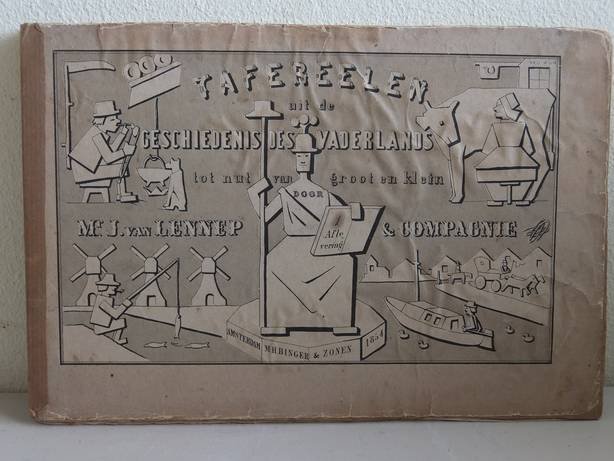 TAFEREELEN
uit de
GESCHIEDENIS DES VADERLANDS
tot nut van groot en klein
DOOR
Mr J. VAN LENNEP & COMPAGNIE
Afle
vering
AMSTERDAM M.H. BINGER & ZONEN 1854